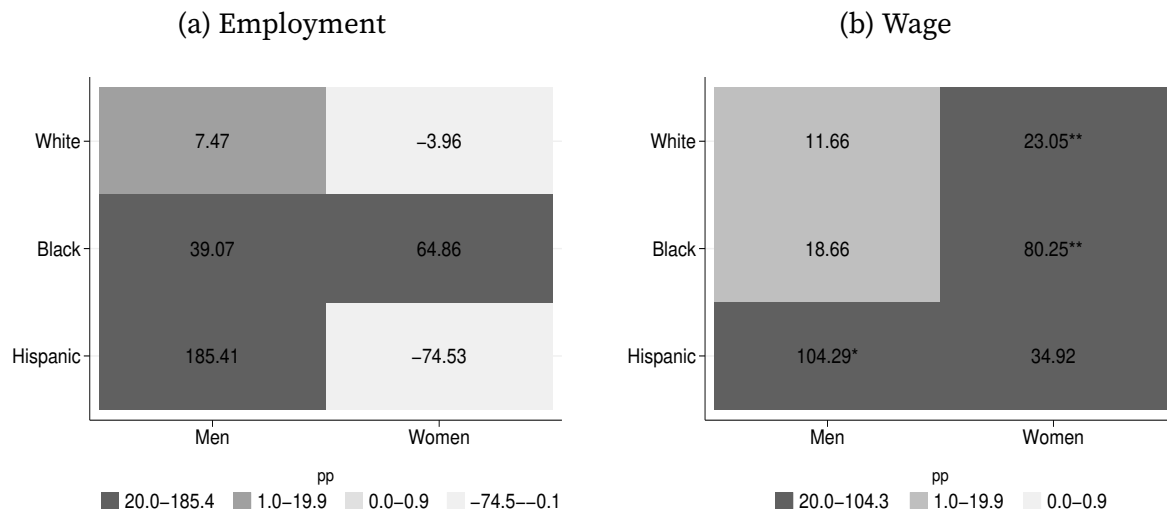 (a) Employment
White
7.47
−3.96
Black
39.07
64.86
Hispanic
185.41
−74.53
Men
Women
pp
20.0−185.4 1.0−19.9 0.0−0.9 −74.5−−0.1
(b) Wage
White
11.66
23.05**
Black
18.66
80.25**
Hispanic
104.29*
34.92
Men
Women
pp
20.0−104.3 1.0−19.9 0.0−0.9